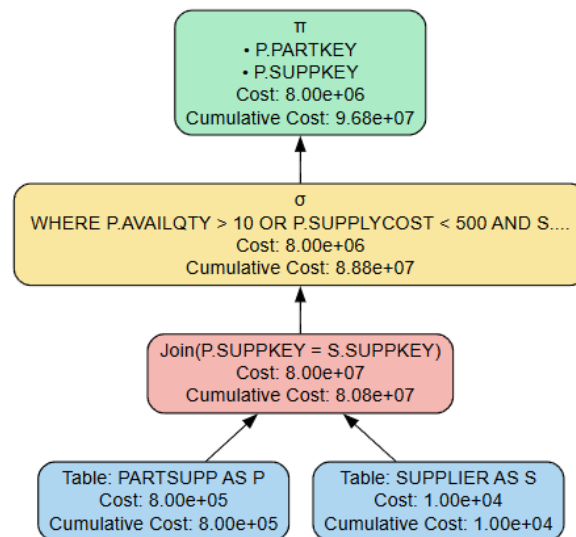 π
• P.PARTKEY
• P.SUPPKEY
Cost: 8.00e+06
Cumulative Cost: 9.68e+07
σ
WHERE P.AVAILQTY > 10 OR P.SUPPLYCOST < 500 AND S....
Cost: 8.00e+06
Cumulative Cost: 8.88e+07
Join(P.SUPPKEY = S.SUPPKEY)
Cost: 8.00e+07
Cumulative Cost: 8.08e+07
Table: PARTSUPP AS P
Cost: 8.00e+05
Cumulative Cost: 8.00e+05
Table: SUPPLIER AS S
Cost: 1.00e+04
Cumulative Cost: 1.00e+04